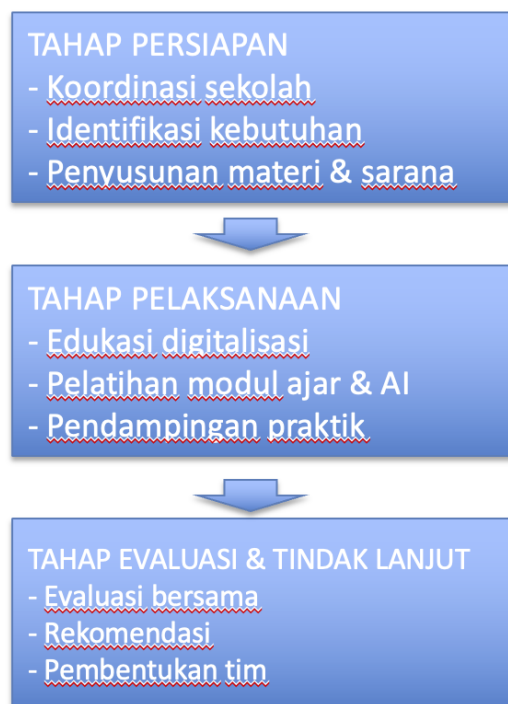 TAHAP PERSIAPAN
- Koordinasi sekolah
- Identifikasi kebutuhan
- Penyusunan materi & sarana
TAHAP PELAKSANAAN
- Edukasi digitalisasi
- Pelatihan modul ajar & AI
- Pendampingan praktik
TAHAP EVALUASI & TINDAK LANJUT
- Evaluasi bersama
- Rekomendasi
- Pembentukan tim